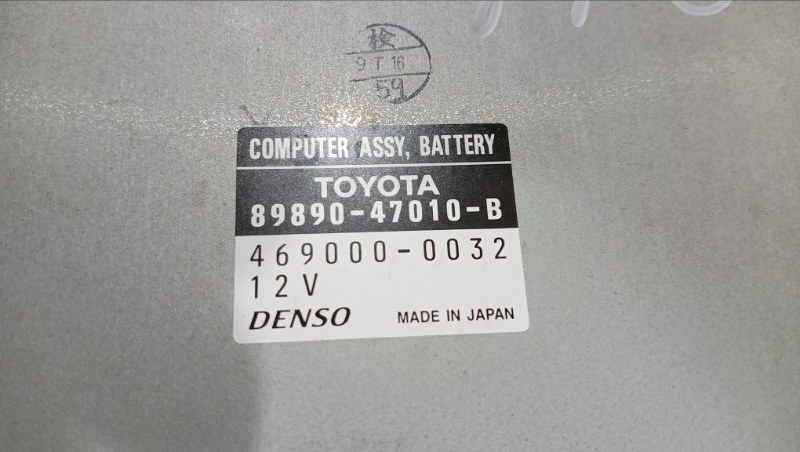 検
9 T 16
59
COMPUTER ASSY, BATTERY
TOYOTA
89890-47010-B
469000-0032
12V
DENSO MADE IN JAPAN